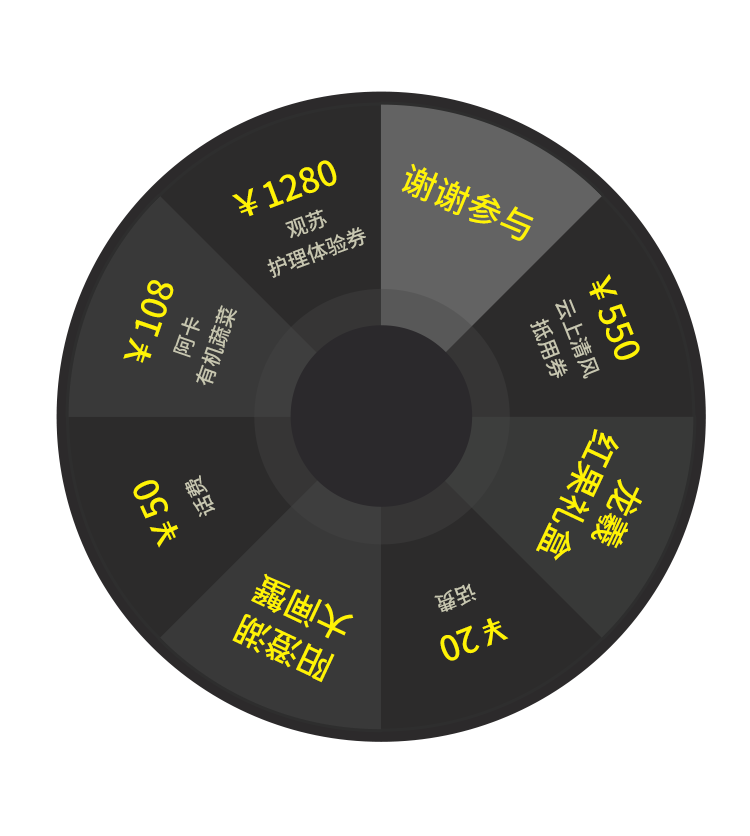 谢谢参与
￥550
云上清风
抵用券
龙羲
红果礼盒
￥20
话费
阳澄湖
大闸蟹
￥50
话费
￥108
阿卡
有机蔬菜
￥1280
观苏
护理体验券